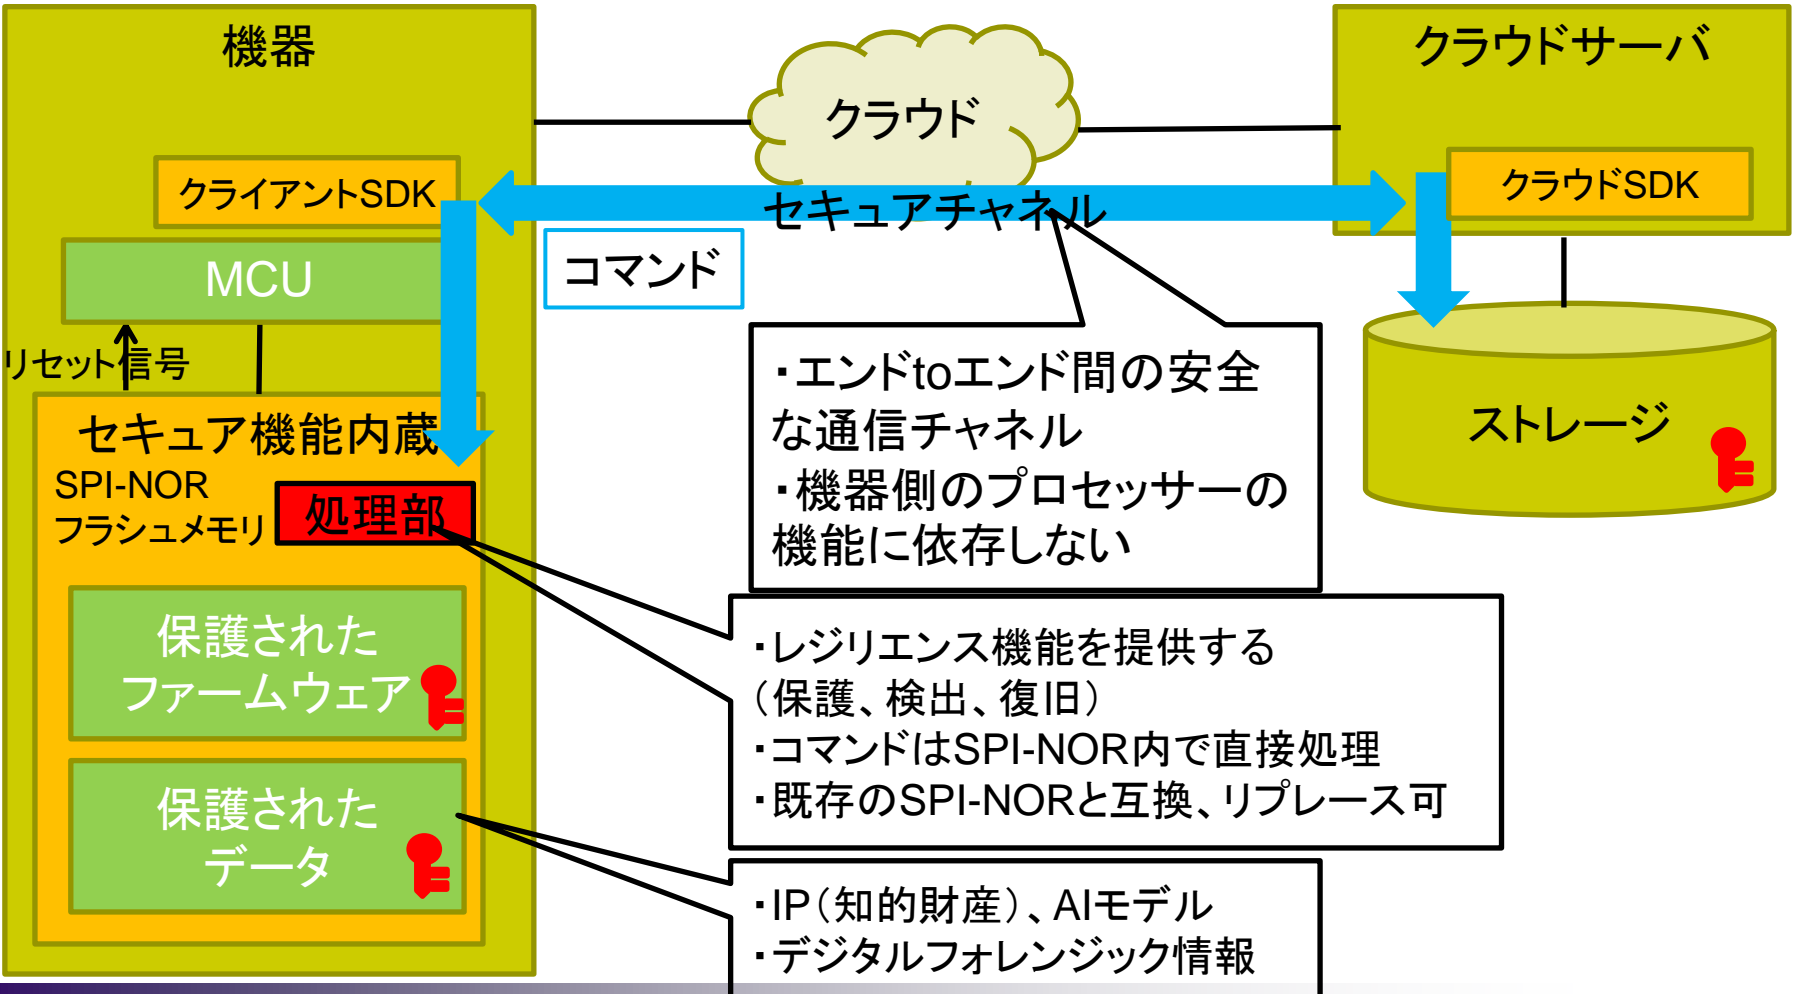 機器
クラウド
クラウドサーバ
クライアントSDK
クラウドSDK
セキュアチャネル
コマンド
MCU
リセット信号
セキュア機能内蔵
SPI-NOR
フラシュメモリ
処理部
保護された
ファームウェア
保護された
データ
ストレージ
・エンドtoエンド間の安全
な通信チャネル
・機器側のプロセッサーの
機能に依存しない
・レジリエンス機能を提供する
（保護、検出、復旧）
・コマンドはSPI-NOR内で直接処理
・既存のSPI-NORと互換、リプレース可
・IP（知的財産）、AIモデル
・デジタルフォレンジック情報